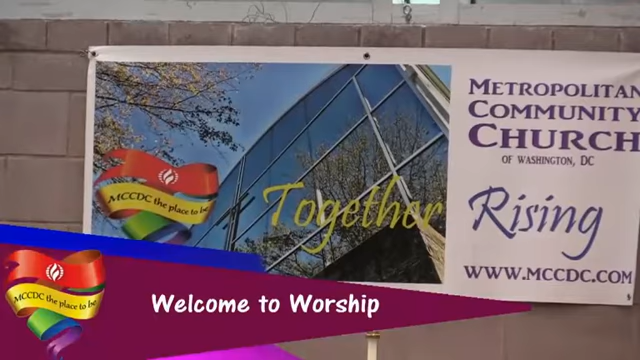 METROPOLITAN
COMMUNITY
CHURCH
OF WASHINGTON, DC
MCCDC the place to be
Together Rising
WWW.MCCDC.COM
MCCDC the place to be
Welcome to Worship